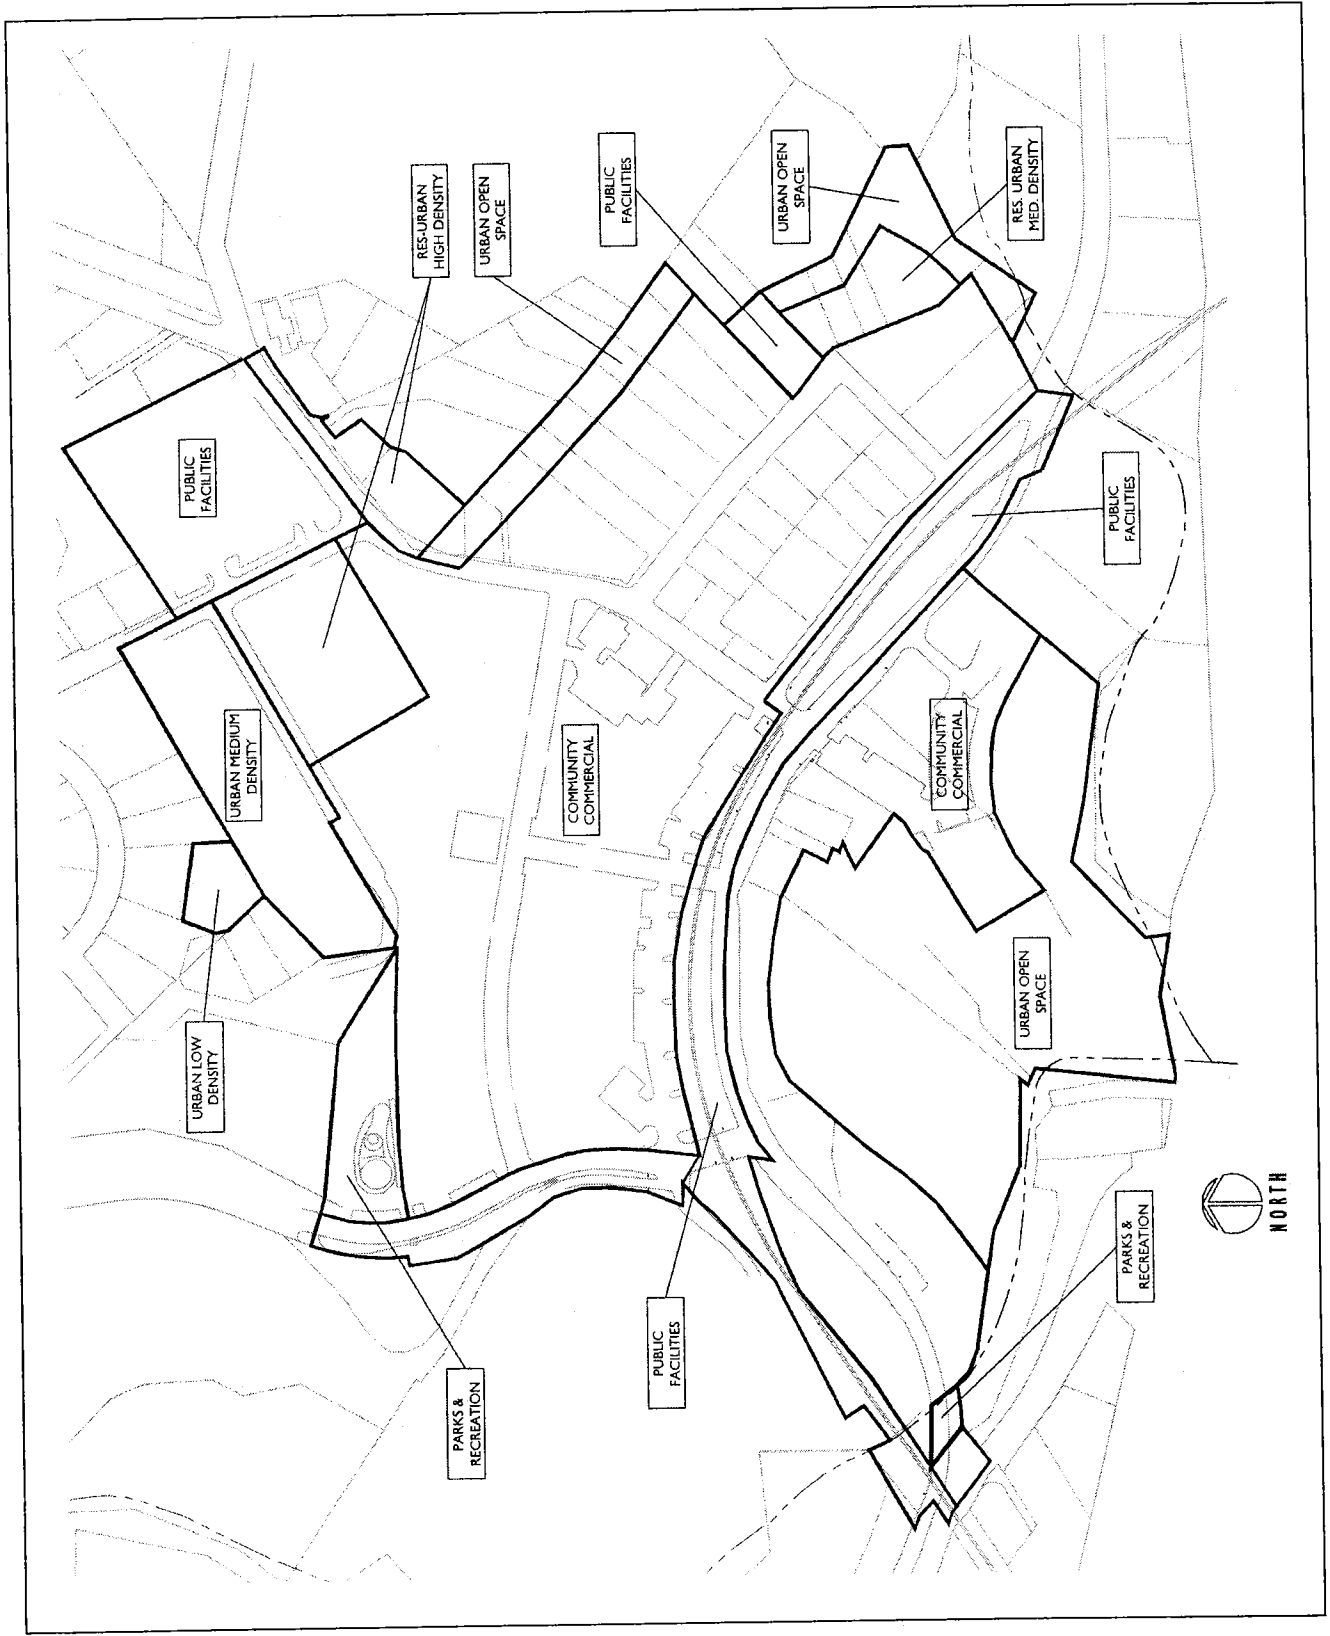 PUBLIC
FACILITIES
RES-URBAN
HIGH DENSITY
URBAN OPEN
SPACE
PUBLIC
FACILITIES
URBAN OPEN
SPACE
RES. URBAN
MED. DENSITY
PUBLIC
FACILITIES
URBAN MEDIUM
DENSITY
COMMUNITY
COMMERCIAL
COMMUNITY
COMMERCIAL
URBAN LOW
DENSITY
URBAN OPEN
SPACE
PARKS &
RECREATION
PUBLIC
FACILITIES
PARKS &
RECREATION
NORTH